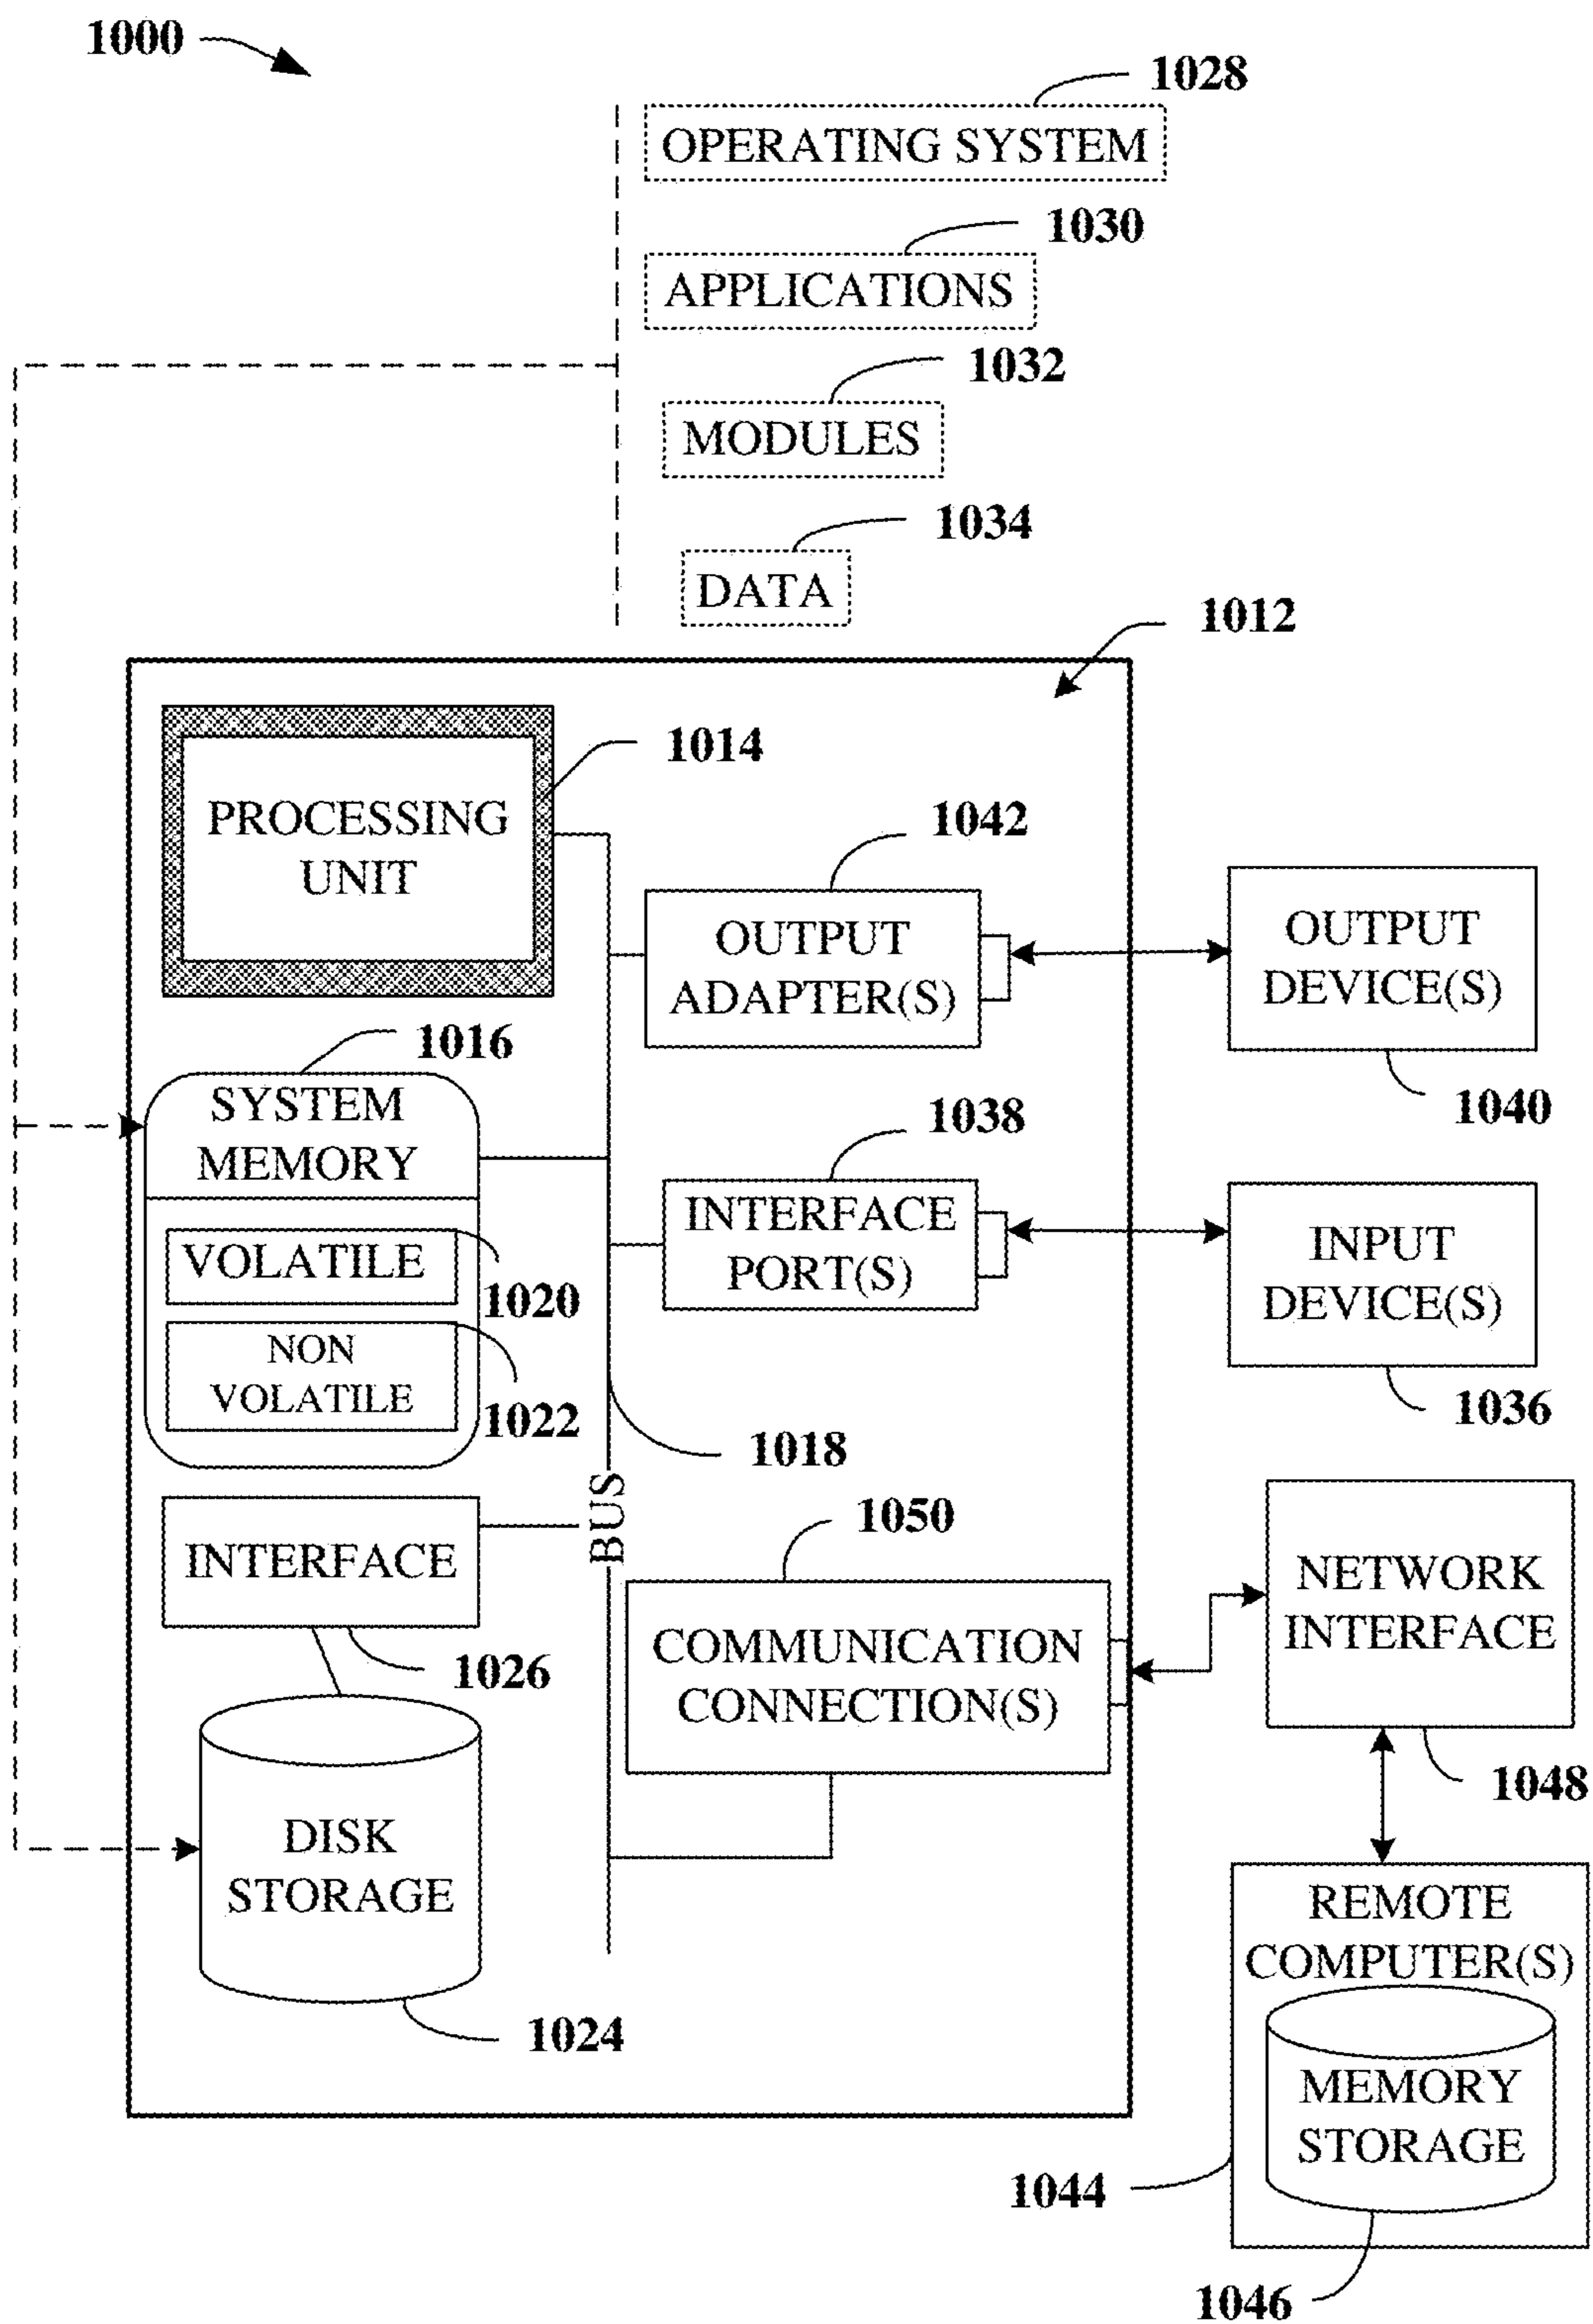 1000
1028
OPERATING SYSTEM
1030
APPLICATIONS
1032
MODULES
1034
DATA
1012
PROCESSING
UNIT
1014
1042
OUTPUT
ADAPTER(S)
OUTPUT
DEVICE(S)
1040
1016
SYSTEM
MEMORY
VOLATILE
1020
NON
VOLATILE
1022
1038
INTERFACE
PORT(S)
INPUT
DEVICE(S)
1036
1018
BUS
INTERFACE
1026
1050
COMMUNICATION
CONNECTION(S)
NETWORK
INTERFACE
1048
DISK
STORAGE
1024
REMOTE
COMPUTER(S)
MEMORY
STORAGE
1044
1046